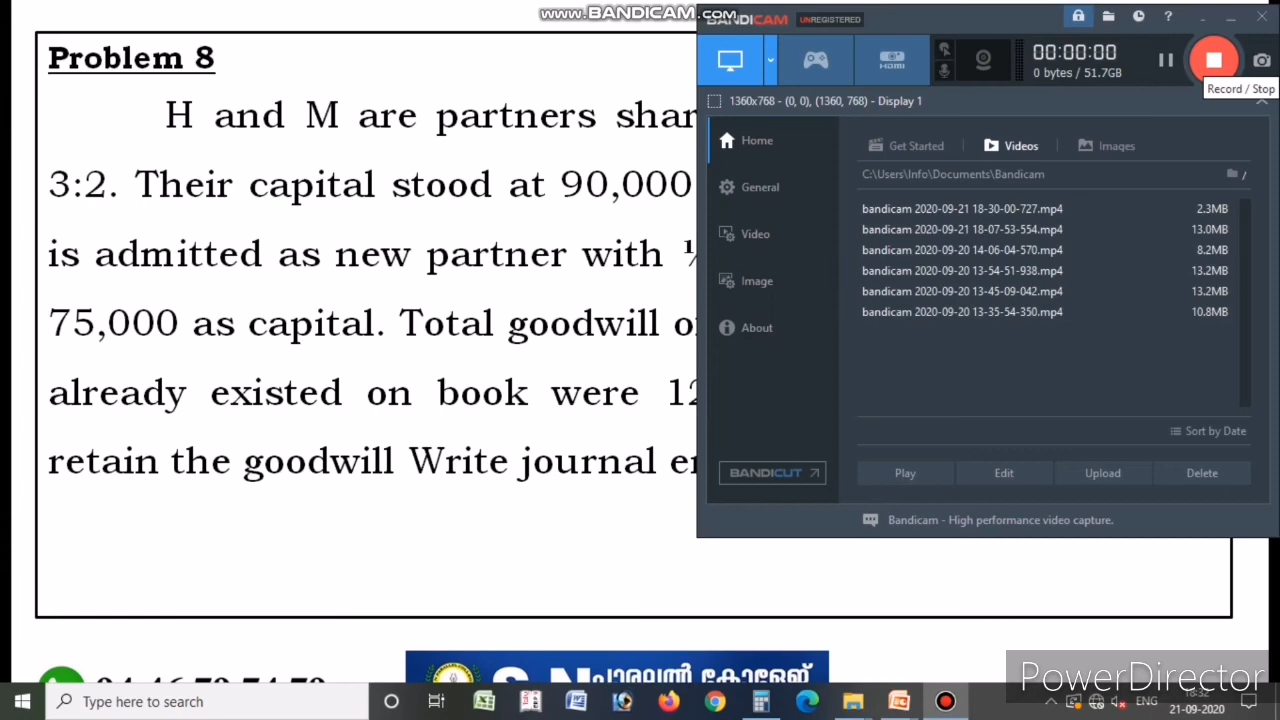 www.BANDICAM.com
Problem 8
H and M are partners shar
3:2. Their capital stood at 90,000
is admitted as new partner with
75,000 as capital. Total goodwill
already existed on book were 12
retain the goodwill Write journal
BANDICAM UNREGISTERED
00:00:00
0 bytes / 51.7GB
HDMI
Record / Stop
1360x768 - (0, 0), (1360, 768) - Display 1
Home
General
Video
Image
About
BANDICUT
Get Started
Videos
Images
C:\Users\Info\Documents\Bandicam
/
bandicam 2020-09-21 18-30-00-727.mp4 2.3MB
bandicam 2020-09-21 18-07-53-554.mp4 13.0MB
bandicam 2020-09-20 14-06-04-570.mp4 8.2MB
bandicam 2020-09-20 13-54-51-938.mp4 13.2MB
bandicam 2020-09-20 13-45-09-042.mp4 13.2MB
bandicam 2020-09-20 13-35-54-350.mp4 10.8MB
Sort by Date
Play Edit Upload Delete
Bandicam - High performance video capture.
പാരലൽ കോളേജ്
PowerDirector
Type here to search
ENG
18:32
21-09-2020